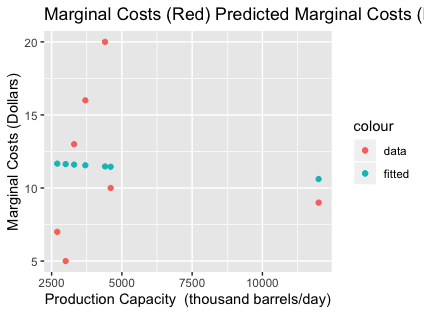 Marginal Costs (Red) Predicted Marginal Costs (
20
15
10
5
Marginal Costs (Dollars)
2500 5000 7500 10000
Production Capacity (thousand barrels/day)
colour
data
fitted